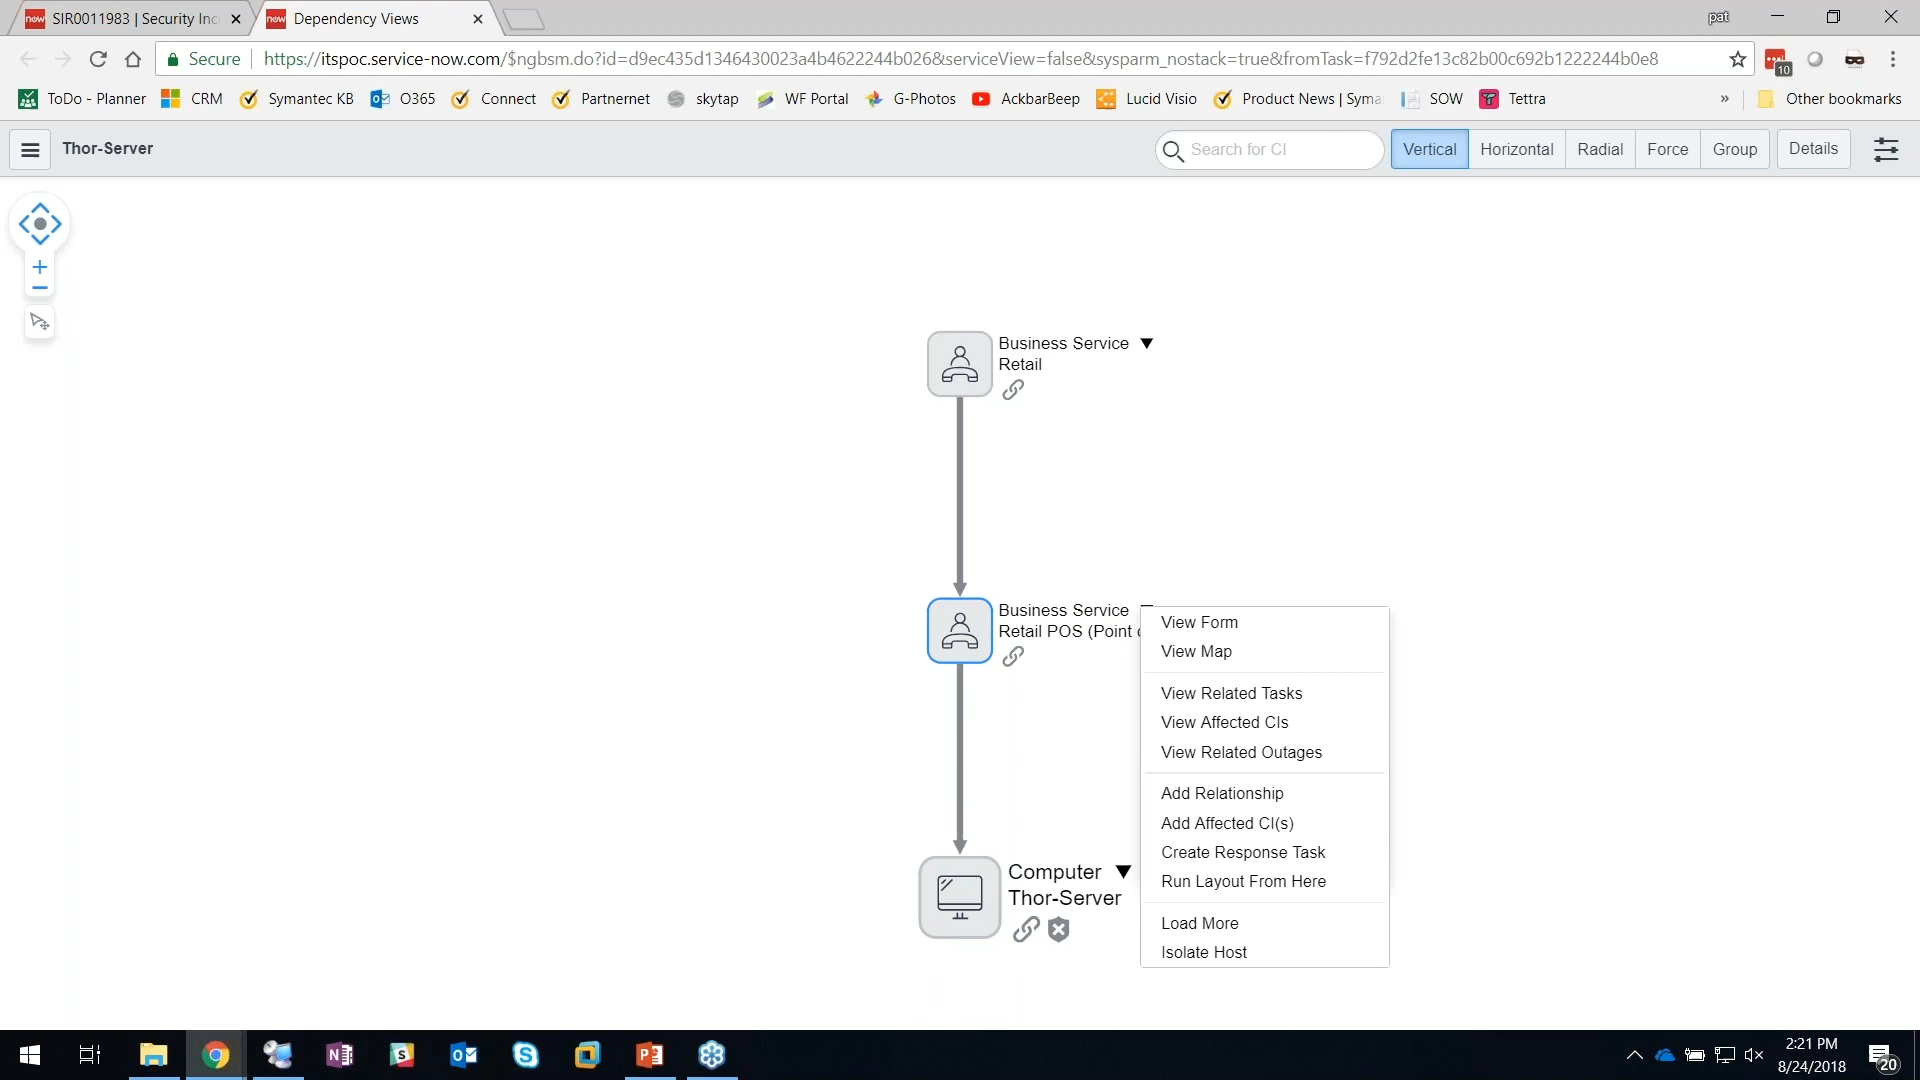 now SIR0011983 | Security Inc
now Dependency Views
pat
Secure https://itspoc.service-now.com/$ngbsm.do?id=d9ec435d1346430023a4b4622244b026&serviceView=false&sysparm_nostack=true&fromTask=f792d2fe13c82b00c692b1222244b0e8
10
ToDo - Planner CRM Symantec KB O365 Connect Partnernet skytap WF Portal G-Photos AckbarBeep Lucid Visio Product News | Syma SOW Tettra » Other bookmarks
Thor-Server
Search for CI
Vertical Horizontal Radial Force Group Details
Business Service
Retail
Business Service
Retail POS (Point
View Form
View Map
View Related Tasks
View Affected CIs
View Related Outages
Add Relationship
Add Affected CI(s)
Create Response Task
Run Layout From Here
Load More
Isolate Host
Computer
Thor-Server
2:21 PM
8/24/2018
20